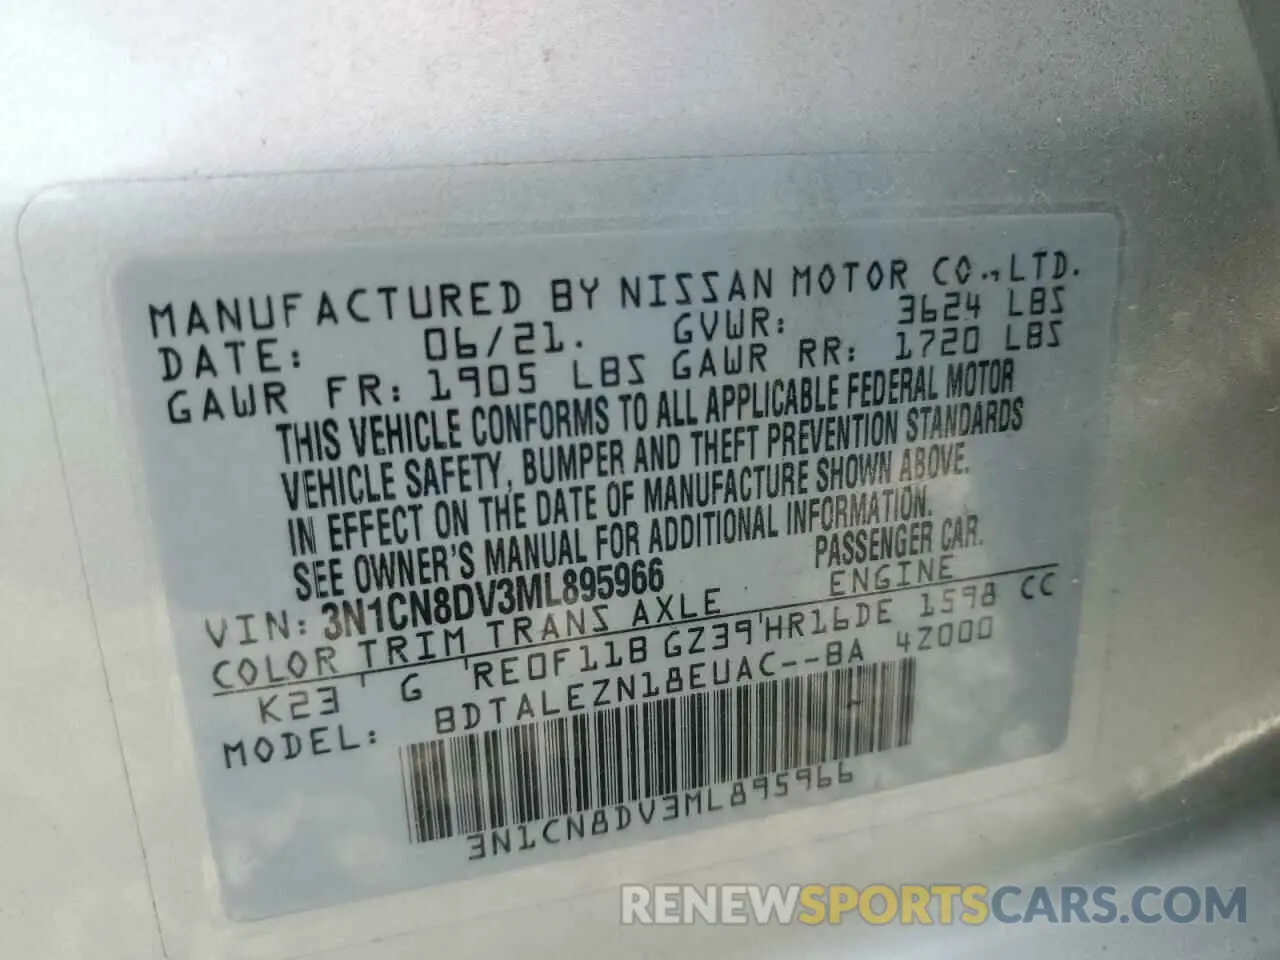 MANUFACTURED BY NISSAN MOTOR CO.,LTD.
DATE: 06/21. GVWR: 3624 LBS
GAWR FR: 1905 LBS GAWR RR: 1720 LBS
THIS VEHICLE CONFORMS TO ALL APPLICABLE FEDERAL MOTOR
VEHICLE SAFETY, BUMPER AND THEFT PREVENTION STANDARDS
IN EFFECT ON THE DATE OF MANUFACTURE SHOWN ABOVE.
SEE OWNER'S MANUAL FOR ADDITIONAL INFORMATION.
VIN: 3N1CN8DV3ML895966 PASSENGER CAR.
COLOR TRIM TRANS AXLE ENGINE
K23 ' G 'RE0F11B GZ39'HR16DE 1598 CC
MODEL: BDTALEZN18EUAC--BA 4Z000
3N1CN8DV3ML895966
RENEWSPORTSCARS.COM